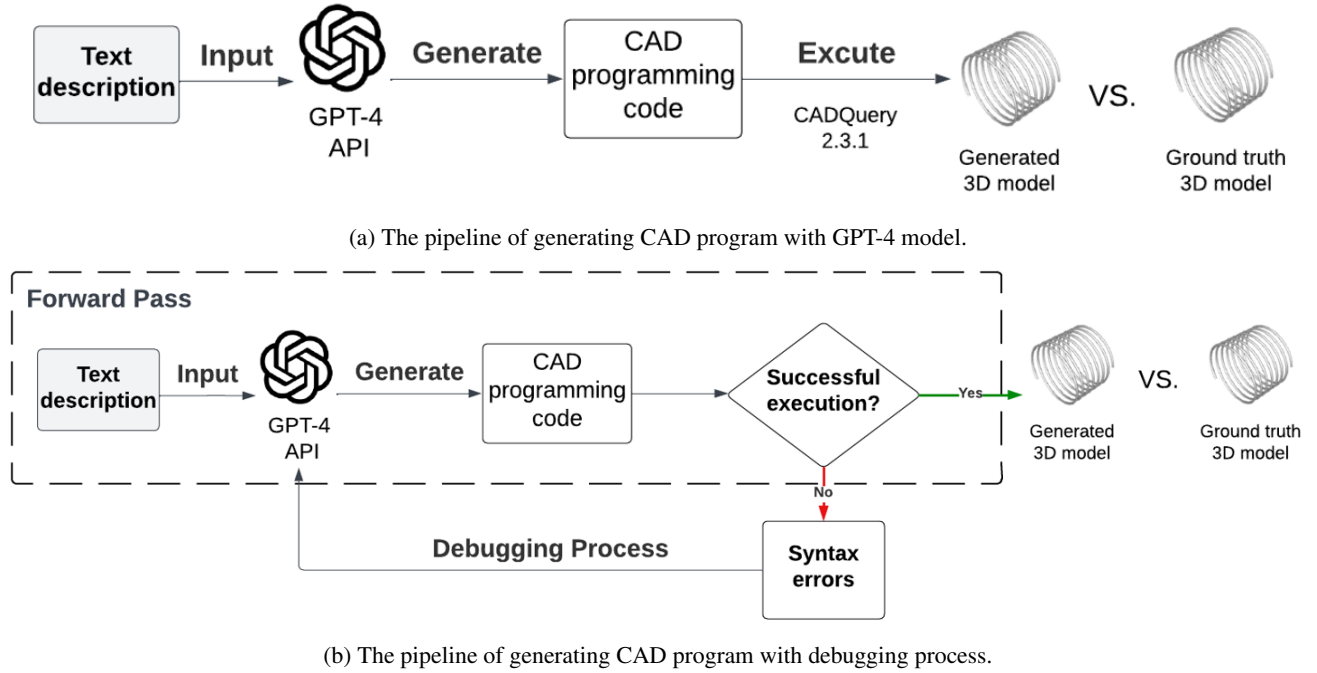 Text
description
Input
GPT-4
API
Generate
CAD
programming
code
Excute
CADQuery
2.3.1
Generated
3D model
VS.
Ground truth
3D model
(a) The pipeline of generating CAD program with GPT-4 model.
Forward Pass
Text
description
Input
GPT-4
API
Generate
CAD
programming
code
Successful
execution?
Yes
Generated
3D model
VS.
Ground truth
3D model
No
Syntax
errors
Debugging Process
(b) The pipeline of generating CAD program with debugging process.